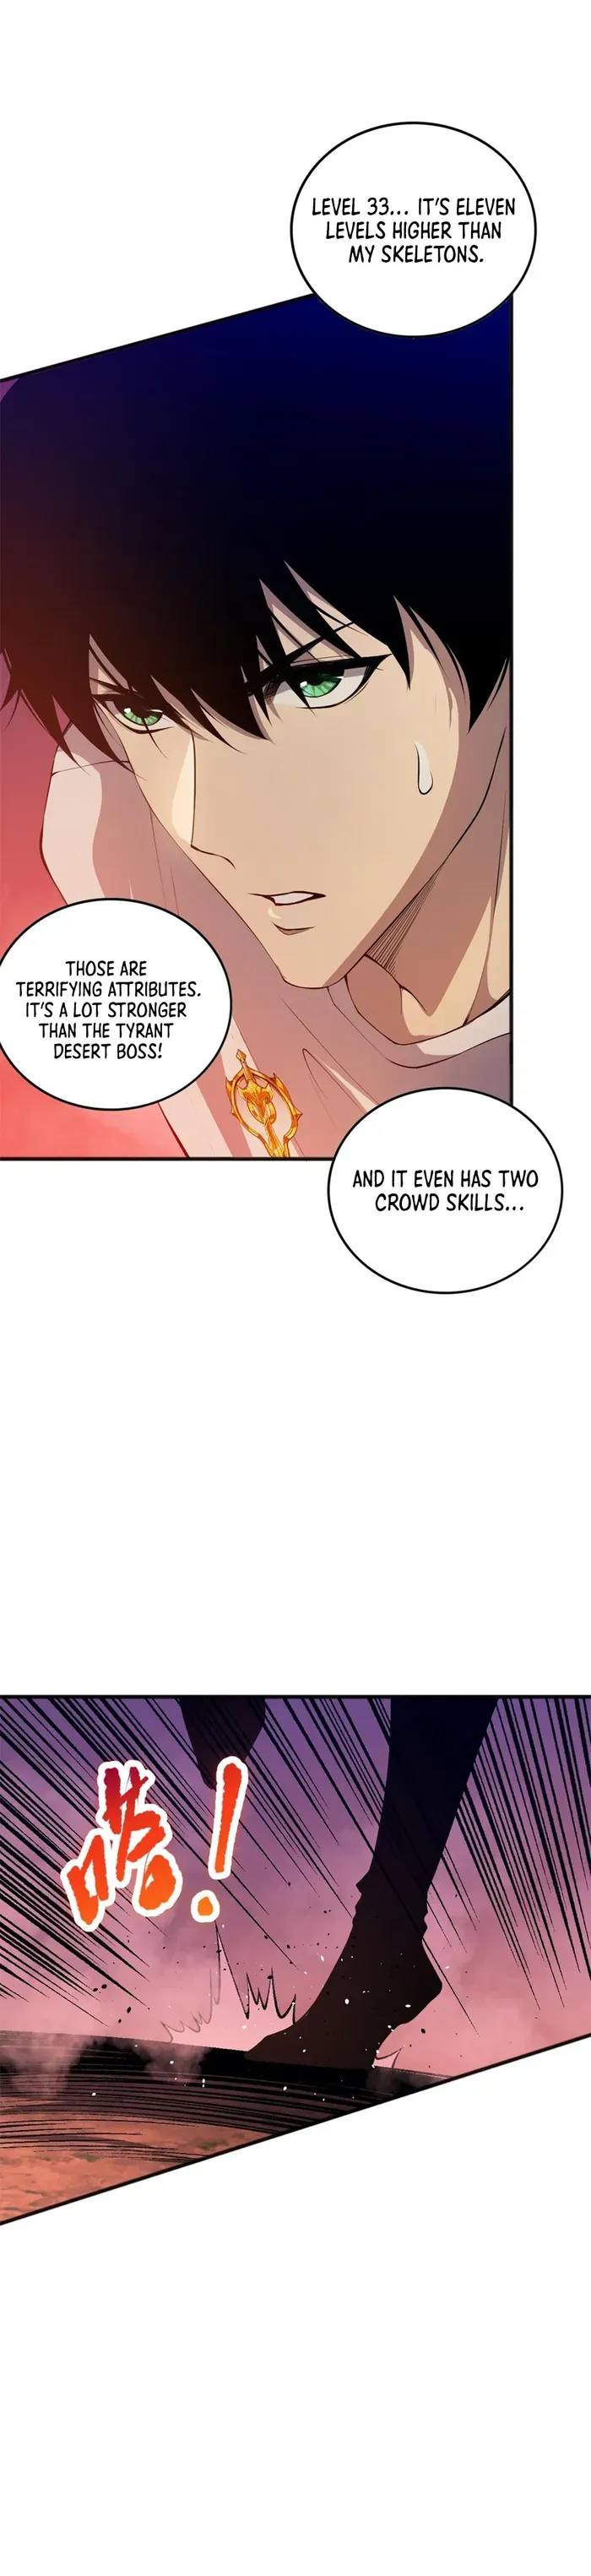 LEVEL 33... IT'S ELEVEN
LEVELS HIGHER THAN
MY SKELETONS.
THOSE ARE
TERRIFYING ATTRIBUTES.
IT'S A LOT STRONGER
THAN THE TYRANT
DESERT BOSS!
AND IT EVEN HAS TWO
CROWD SKILLS...
嗒!